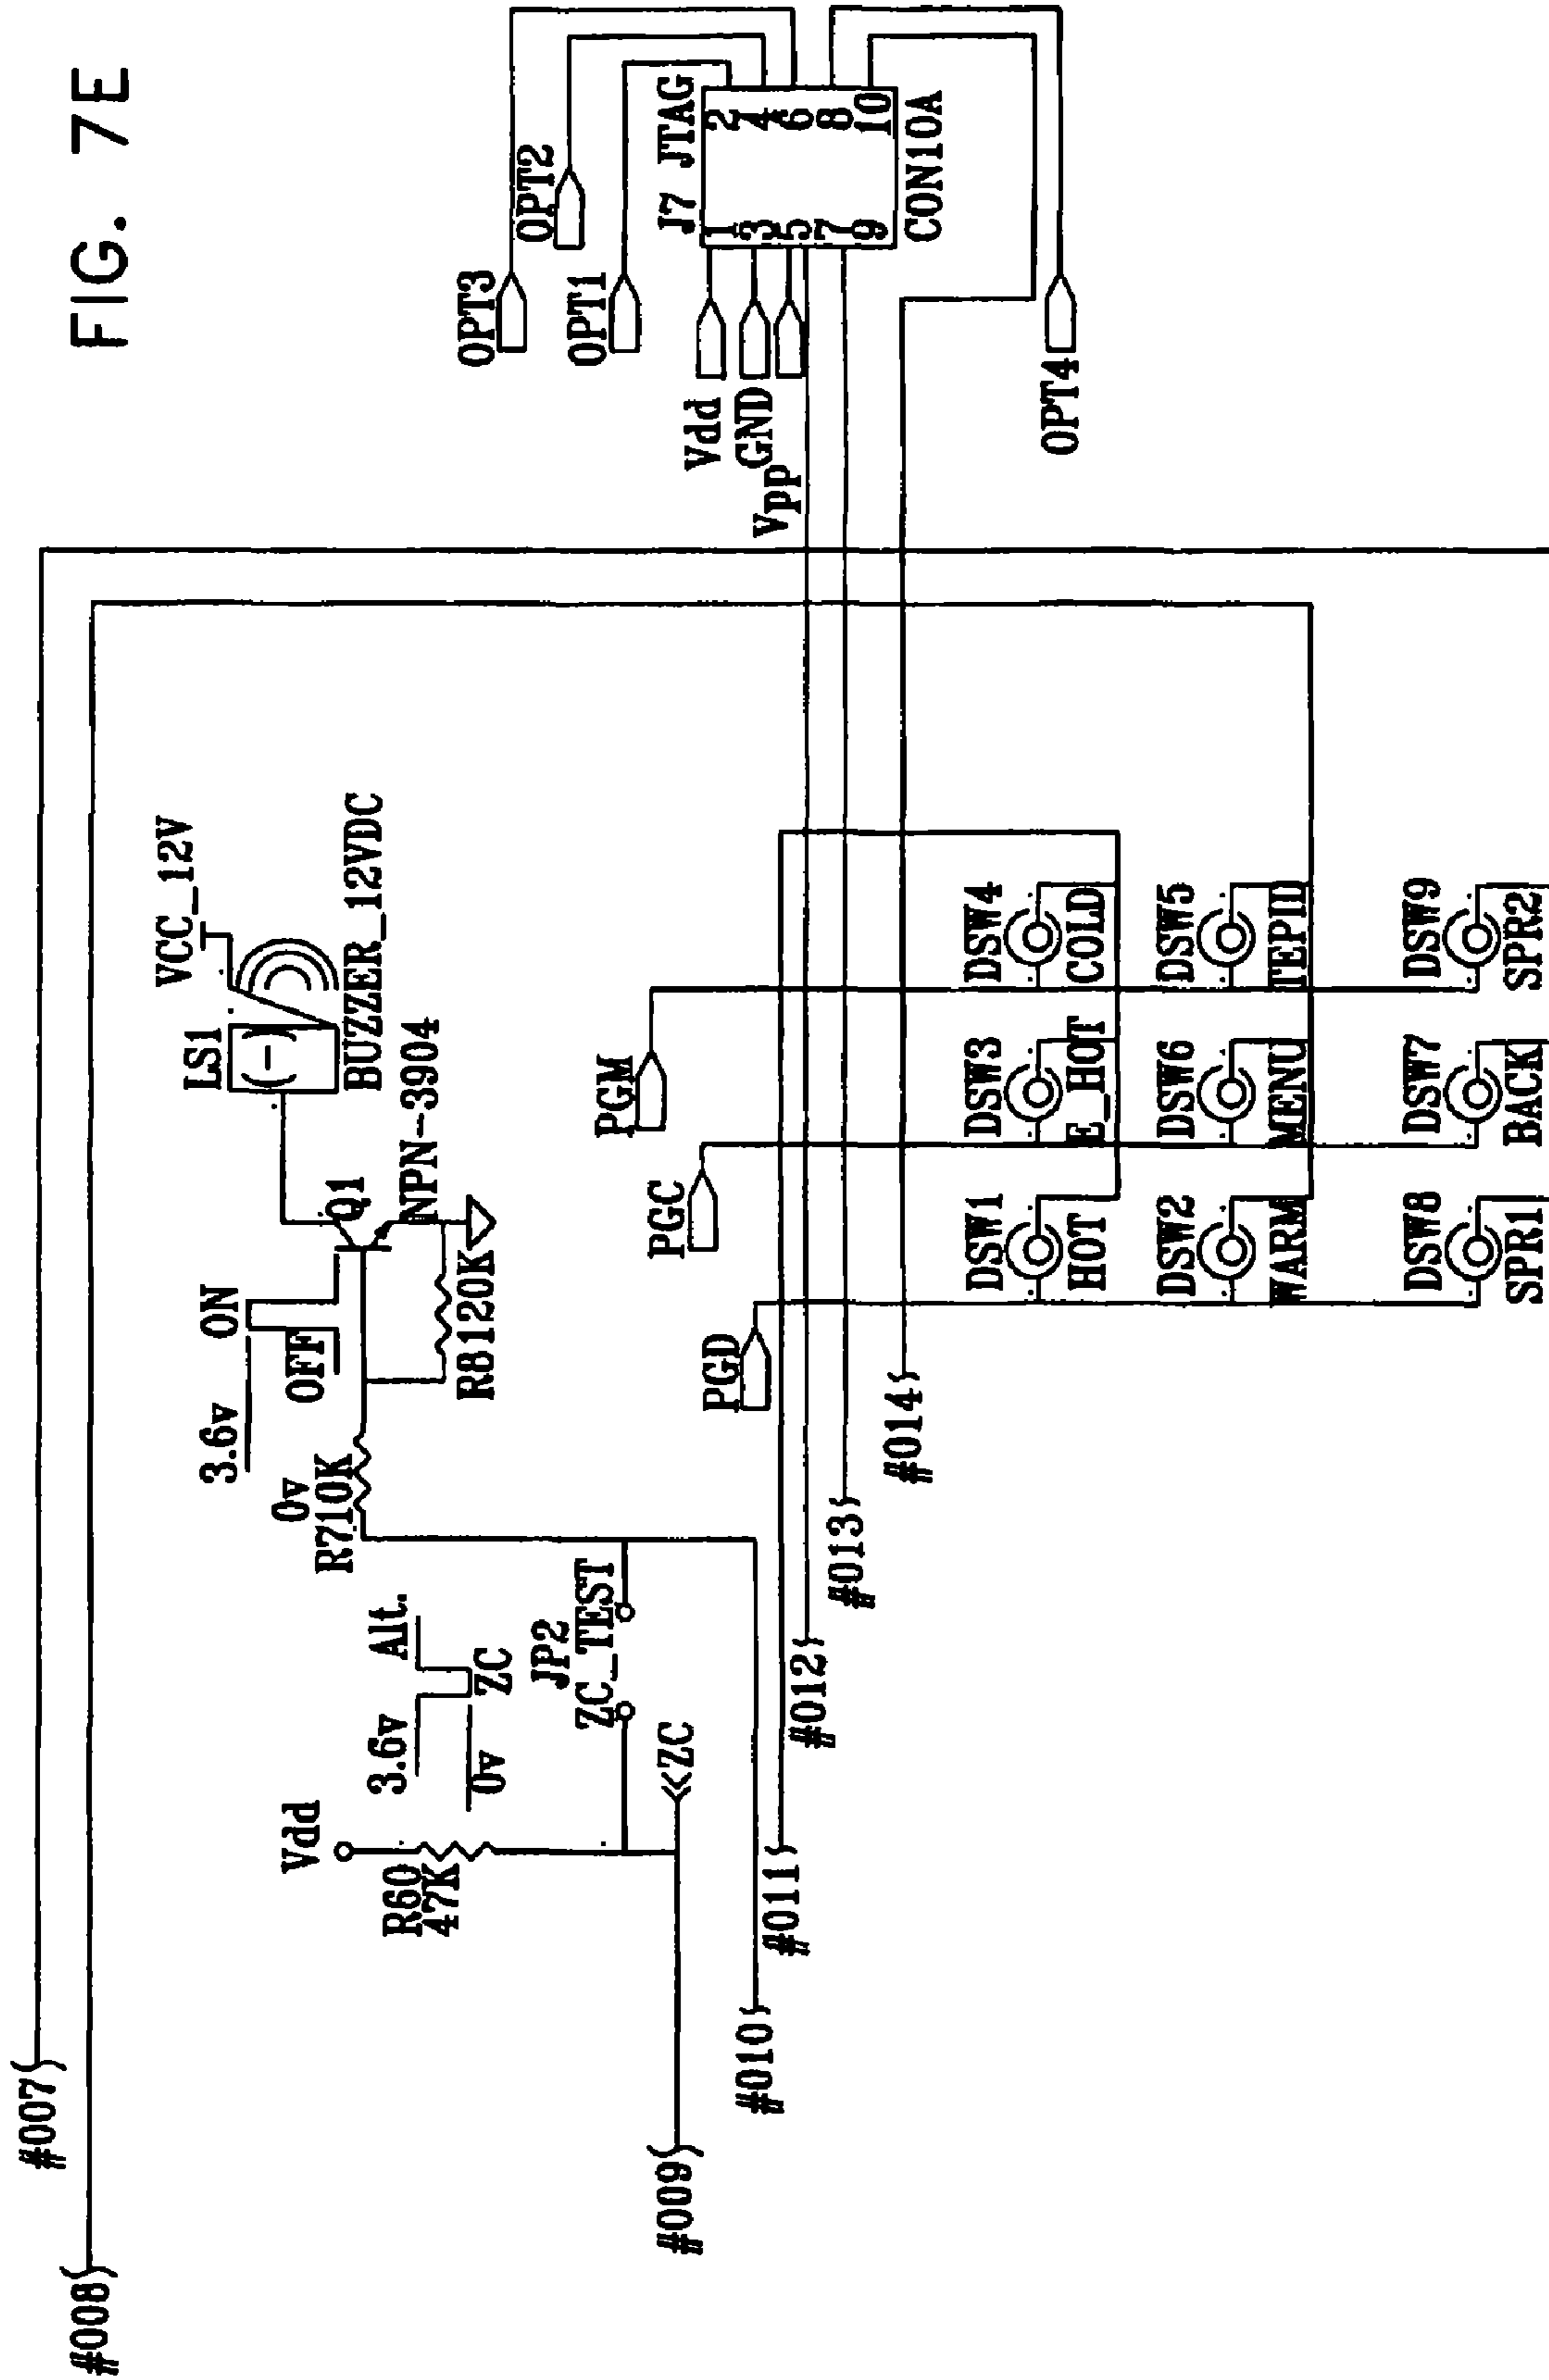 FIG. 7E
#007
#008
VCC_12V
LS1
(-)
BUZZER_12VDC
3.6v
ON
OFF
0v
Q1
NPN-3904
R7 10K
R8 120K
Vdd
R60
47K
3.6v
Alt.
0v
ZC
JP2
ZC_TEST
<<ZC
#009
#010
#011
#012
#013
#014
OPT3
OPT2
OPT1
J7 JTAG
1 2
3 4
5 6
7 8
9 10
CON10A
Vdd
GND
Vpp
OPT4
PGM
PGC
PGD
DSW1
HOT
DSW3
E_HOT
DSW4
COLD
DSW2
WARM
DSW6
MENU
DSW5
TEPID
DSW8
SPR1
DSW7
BACK
DSW9
SPR2